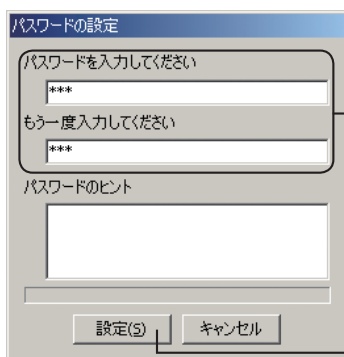 パスワードの設定
パスワードを入力してください
***
もう一度入力してください
***
パスワードのヒント
設定(S) キャンセル